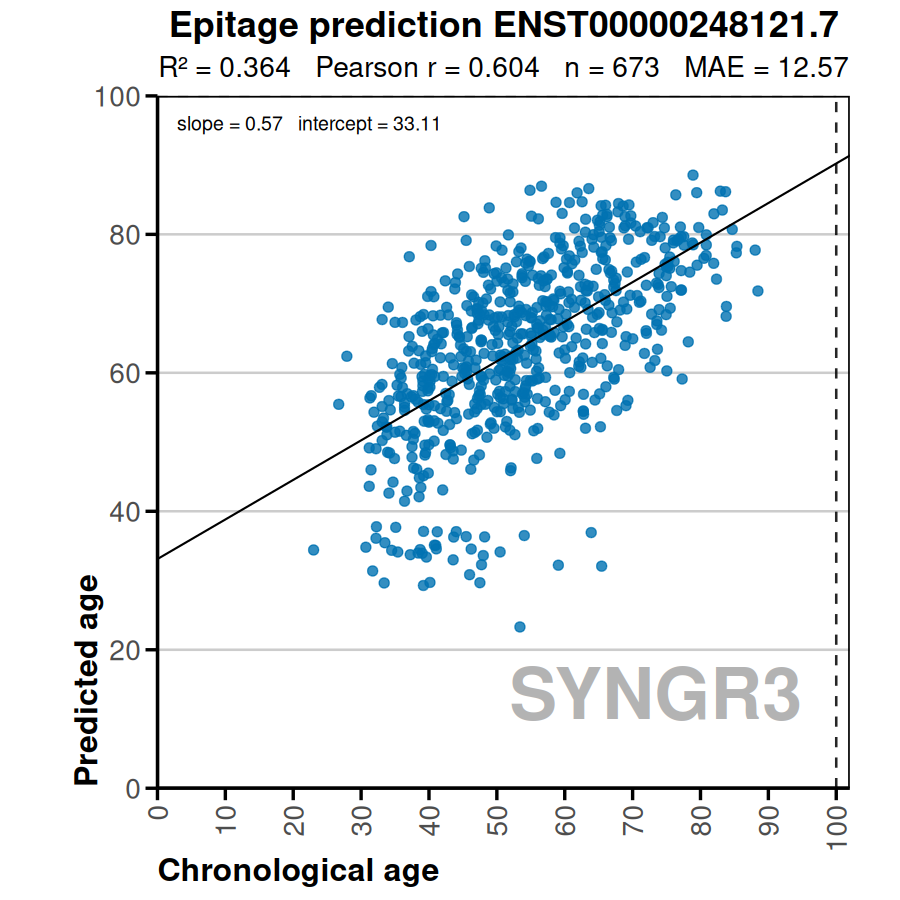 Epitage prediction ENST00000248121.7
R² = 0.364 Pearson r = 0.604 n = 673 MAE = 12.57
slope = 0.57 intercept = 33.11
100
80
60
40
20
0
Predicted age
SYNGR3
0 10 20 30 40 50 60 70 80 90 100
Chronological age